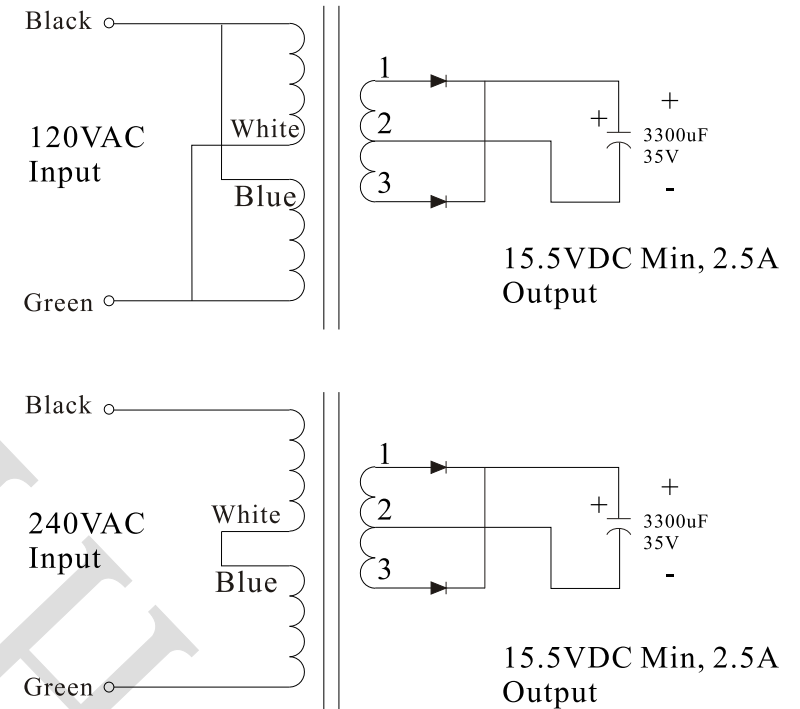 Black
120VAC
Input
White
Blue
Green
1
2
3
+
+
3300uF
35V
-
15.5VDC Min, 2.5A
Output
Black
240VAC
Input
White
Blue
Green
1
2
3
+
+
3300uF
35V
-
15.5VDC Min, 2.5A
Output